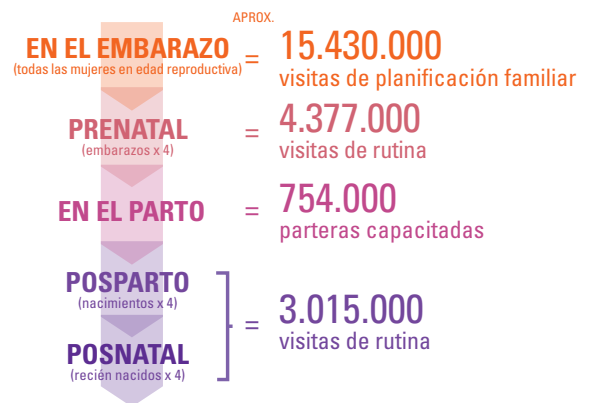 APROX.
EN EL EMBARAZO
(todas las mujeres en edad reproductiva)
=
15.430.000
visitas de planificación familiar
PRENATAL
(embarazos x 4)
=
4.377.000
visitas de rutina
EN EL PARTO
=
754.000
parteras capacitadas
POSPARTO
(nacimientos x 4)
POSNATAL
(recién nacidos x 4)
=
3.015.000
visitas de rutina